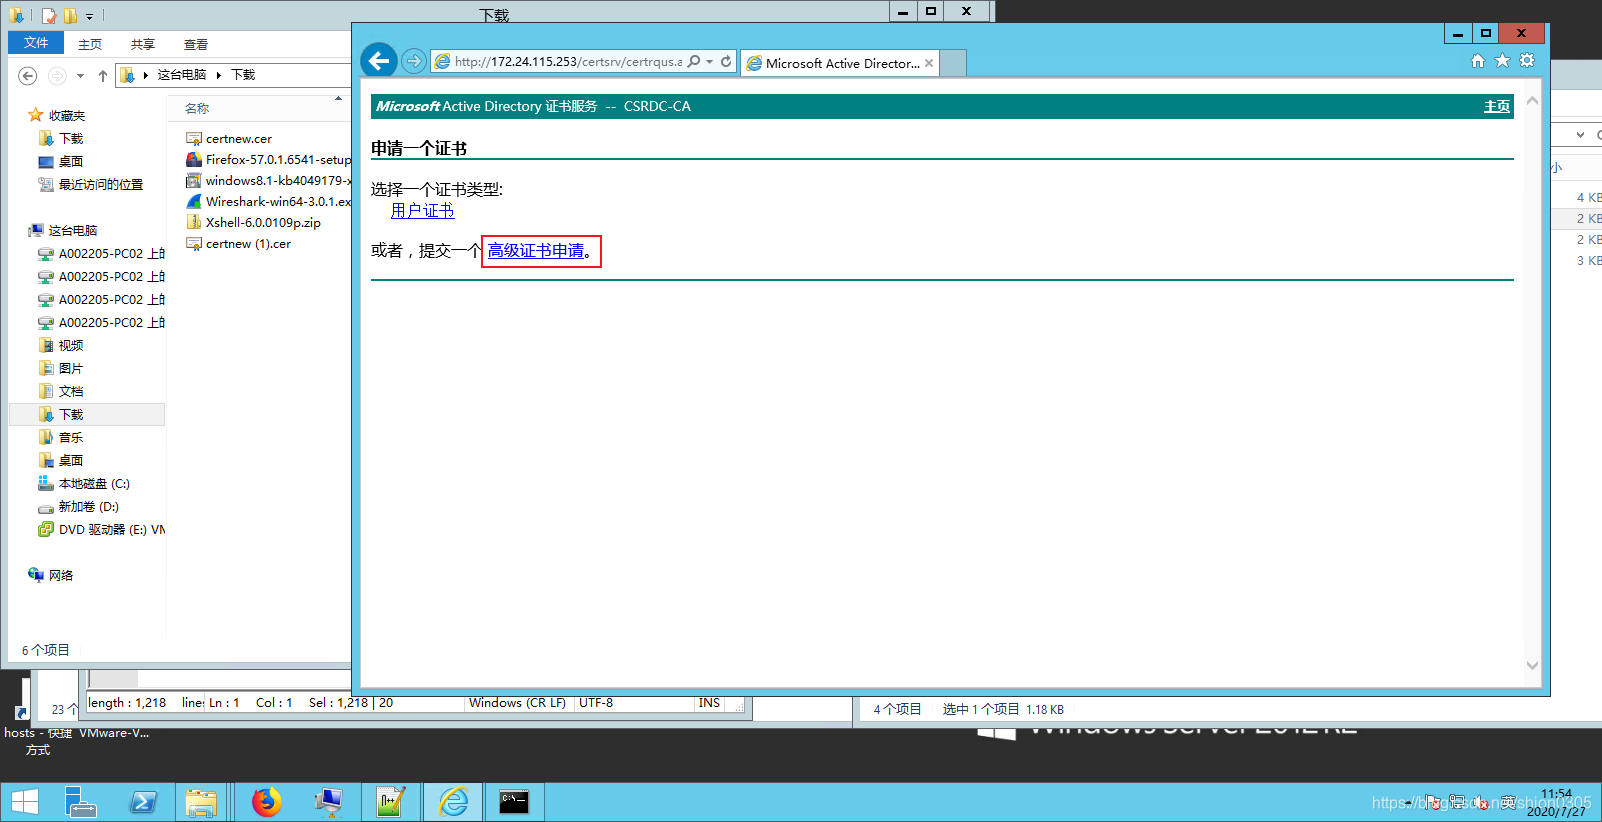 下载
文件 主页 共享 查看
这台电脑 下载
收藏夹
下载
桌面
最近访问的位置
这台电脑
A002205-PC02 上的
A002205-PC02 上的
A002205-PC02 上的
A002205-PC02 上的
视频
图片
文档
下载
音乐
桌面
本地磁盘 (C:)
新加卷 (D:)
DVD 驱动器 (E:) VM
网络
6 个项目
名称
certnew.cer
Firefox-57.0.1.6541-setup
windows8.1-kb4049179-x
Wireshark-win64-3.0.1.ex
Xshell-6.0.0109p.zip
certnew (1).cer
http://172.24.115.253/certsrv/certrqus.a
Microsoft Active Director...
Microsoft Active Directory 证书服务 -- CSRDC-CA 主页
申请一个证书
选择一个证书类型:
用户证书
或者，提交一个 高级证书申请。
小
4 KB
2 KB
2 KB
3 KB
23 个
length : 1,218 lines Ln : 1 Col : 1 Sel : 1,218 | 20 Windows (CR LF) UTF-8 INS
4 个项目 选中 1 个项目 1.18 KB
hosts - 快捷方式
VMware-V...
Windows Server 2012 R2
英
11:54
2020/7/27